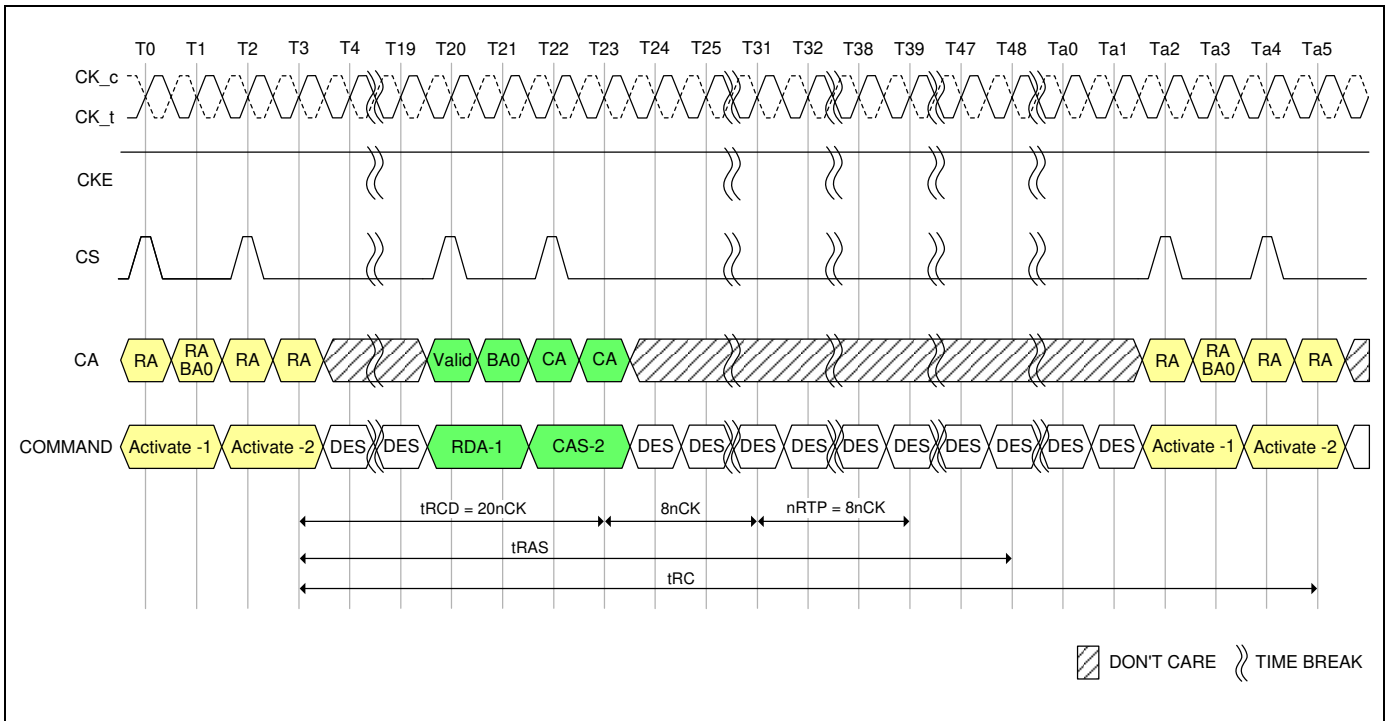 T0 T1 T2 T3 T4 T19 T20 T21 T22 T23 T24 T25 T31 T32 T38 T39 T47 T48 Ta0 Ta1 Ta2 Ta3 Ta4 Ta5
CK_c
CK_t
CKE
CS
CA RA RA BA0 RA RA Valid BA0 CA CA RA RA BA0 RA RA
COMMAND Activate -1 Activate -2 DES DES RDA-1 CAS-2 DES DES DES DES DES DES DES DES DES DES Activate -1 Activate -2
tRCD = 20nCK 8nCK nRTP = 8nCK
tRAS
tRC
DON'T CARE TIME BREAK